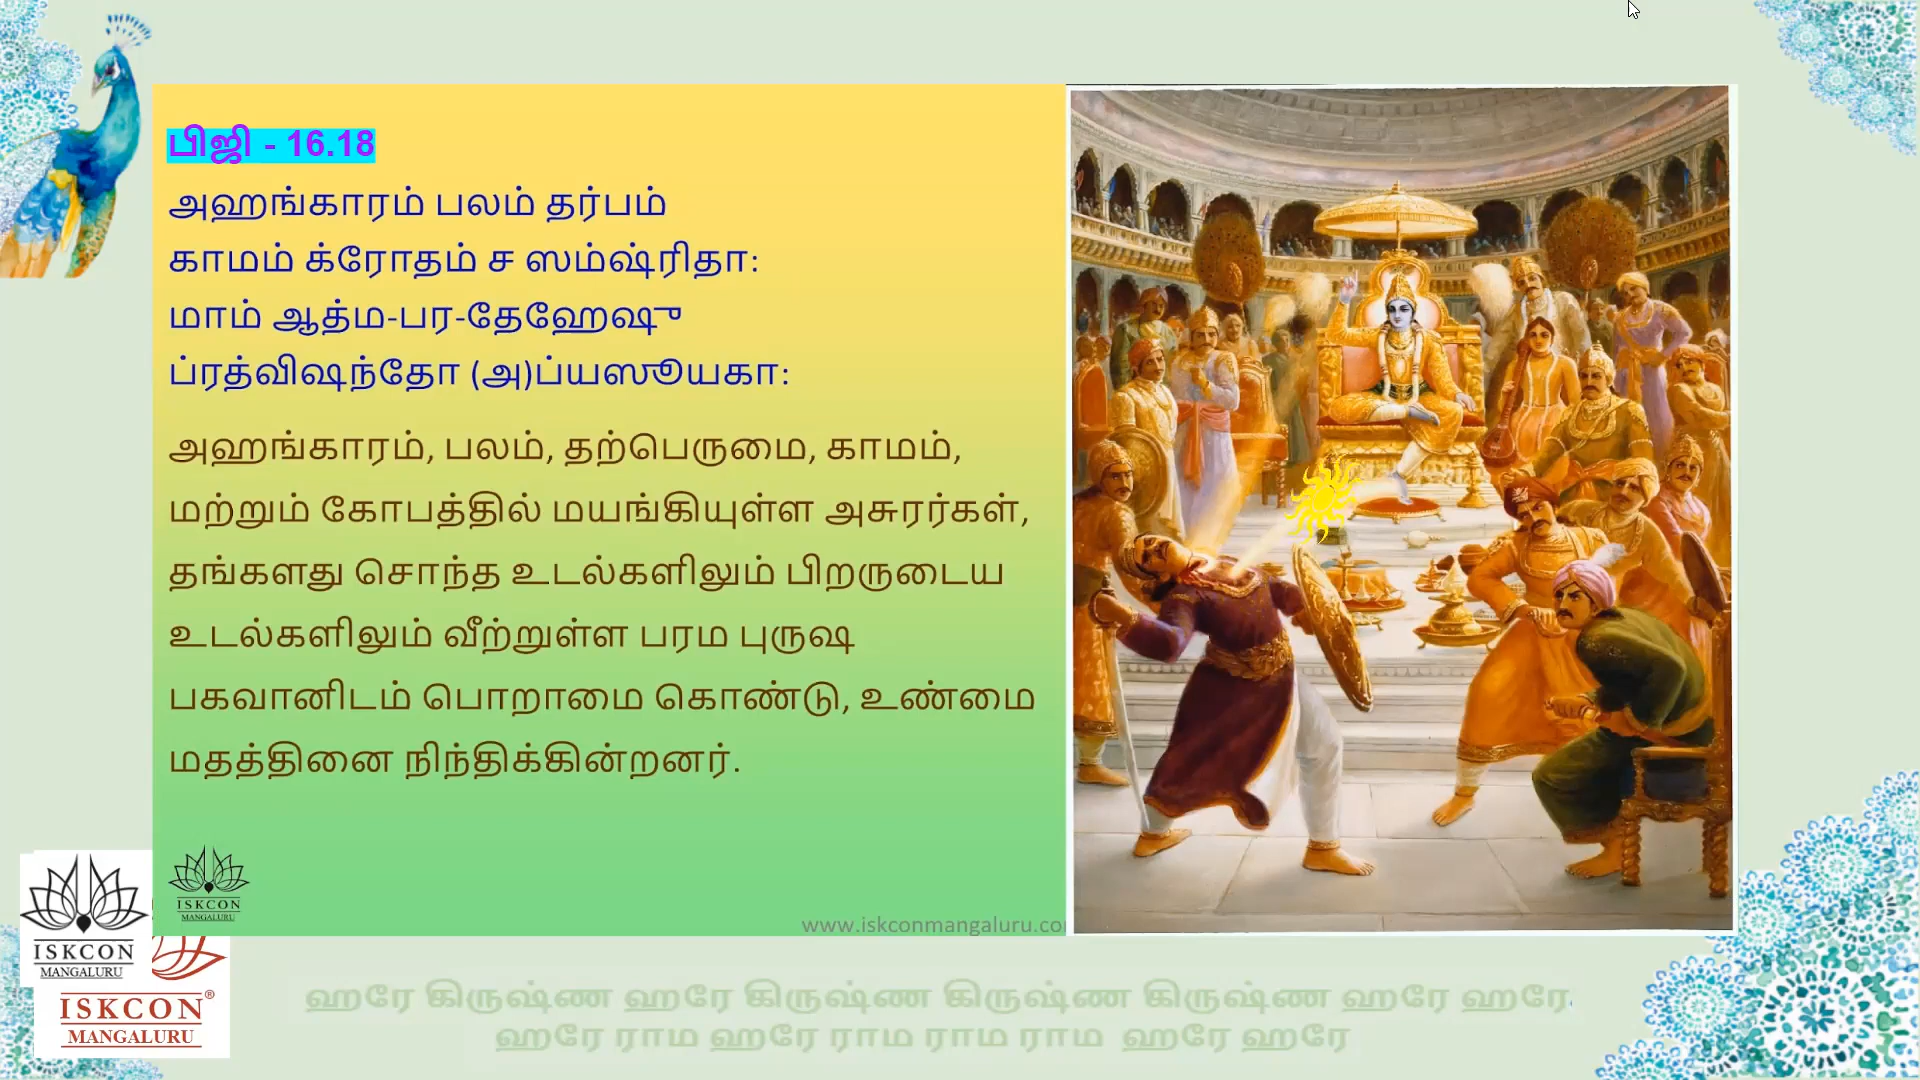 பிஜி - 16.18
அஹங்காரம் பலம் தர்பம்
காமம் க்ரோதம் ச ஸம்ஷ்ரிதா:
மாம் ஆத்ம-பர-தேஹேஷு
ப்ரத்விஷந்தோ (அ)ப்யஸூயகா:
அஹங்காரம், பலம், தற்பெருமை, காமம்,
மற்றும் கோபத்தில் மயங்கியுள்ள அசுரர்கள்,
தங்களது சொந்த உடல்களிலும் பிறருடைய
உடல்களிலும் வீற்றுள்ள பரம புருஷ
பகவானிடம் பொறாமை கொண்டு, உண்மை
மதத்தினை நிந்திக்கின்றனர்.
ISKCON
MANGALURU
www.iskconmangaluru.co
ISKCON
MANGALURU
ISKCON®
MANGALURU
ஹரே கிருஷ்ண ஹரே கிருஷ்ண கிருஷ்ண கிருஷ்ண ஹரே ஹரே
ஹரே ராம ஹரே ராம ராம ராம ஹரே ஹரே